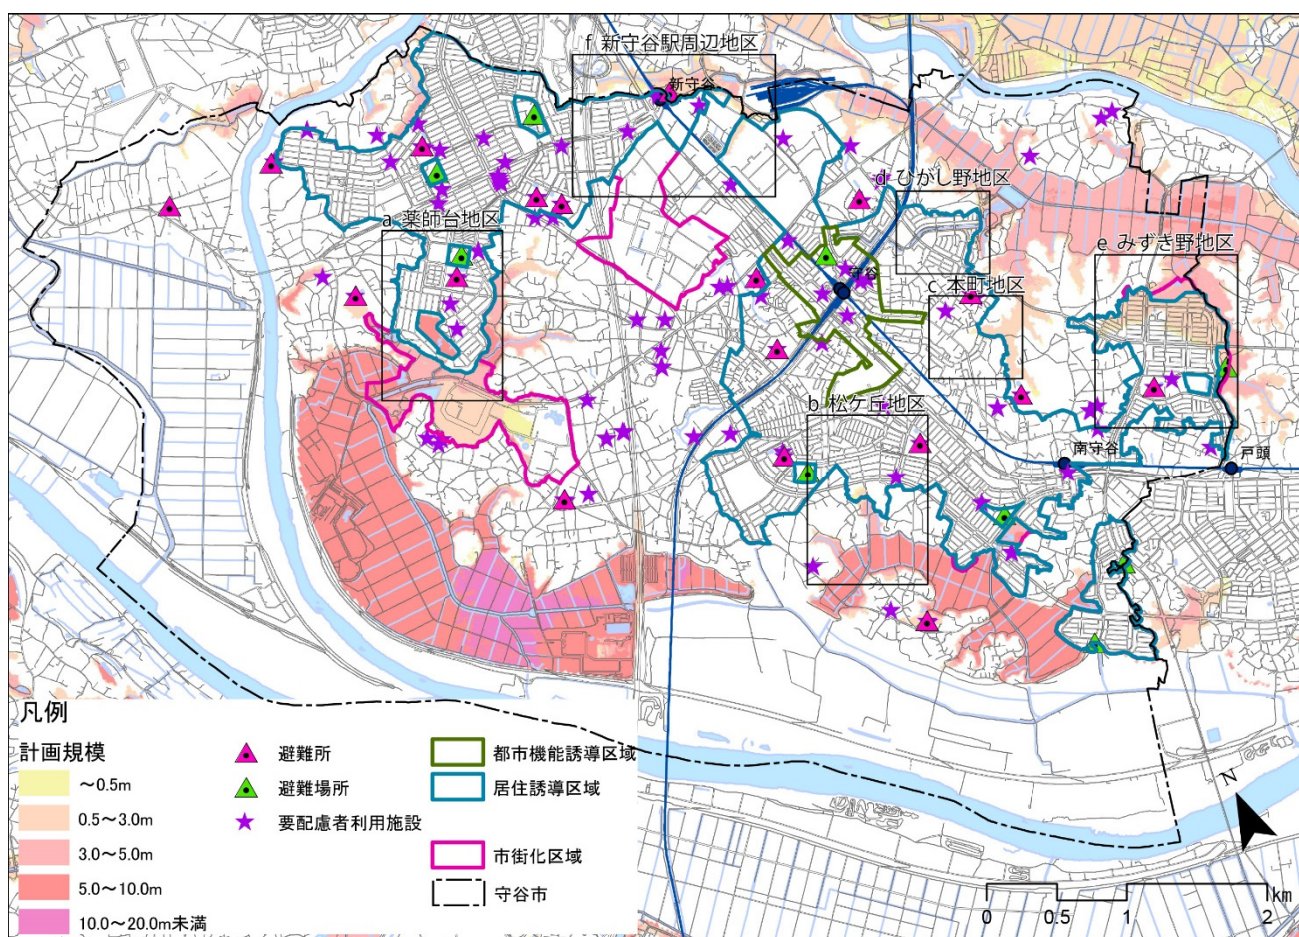 f 新守谷駅周辺地区
新守谷
d ひがし野地区
a 薬師台地区
e みずき野地区
守谷
c 本町地区
b 松ケ丘地区
南守谷
戸頭
凡例
計画規模
～0.5m
0.5～3.0m
3.0～5.0m
5.0～10.0m
10.0～20.0m未満
避難所
避難場所
要配慮者利用施設
都市機能誘導区域
居住誘導区域
市街化区域
守谷市
N
km
0 0.5 1 2